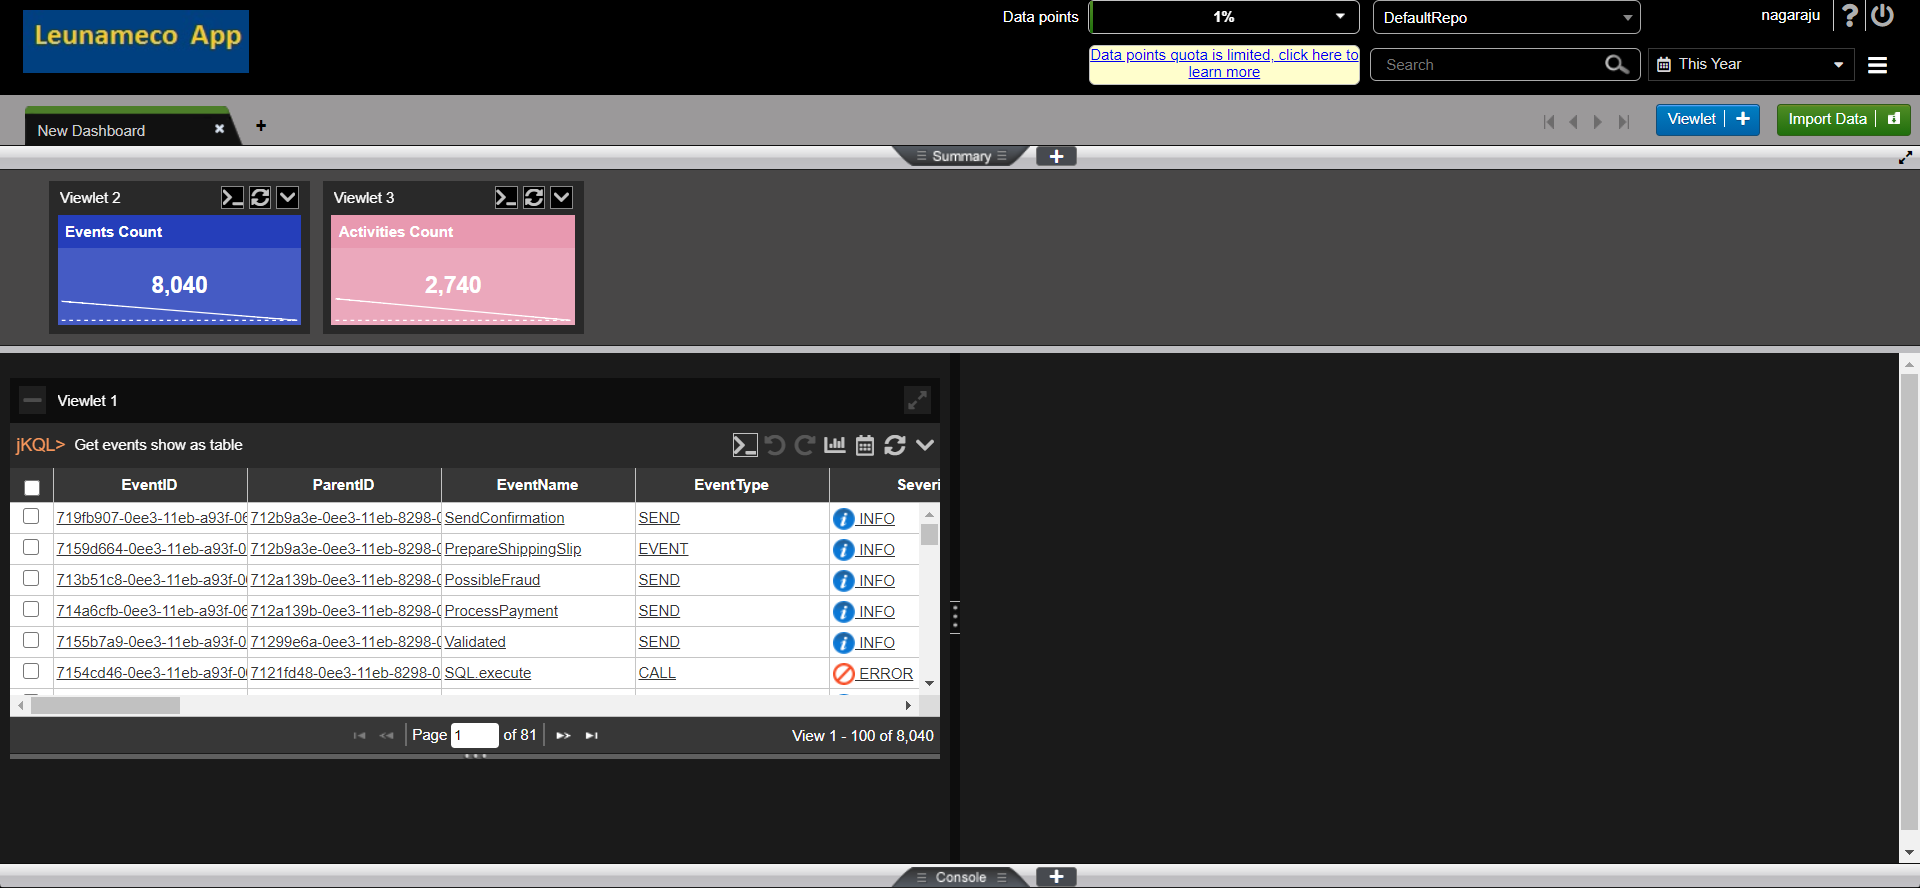 Leunameco App
Data points
1%
DefaultRepo
nagaraju
?
Data points quota is limited, click here to
learn more
Search
This Year
New Dashboard
Viewlet
Import Data
Summary
Viewlet 2
Events Count
8,040
Viewlet 3
Activities Count
2,740
Viewlet 1
jKQL> Get events show as table
EventID ParentID EventName EventType Severi
719fb907-0ee3-11eb-a93f-06 712b9a3e-0ee3-11eb-8298-0 SendConfirmation SEND INFO
7159d664-0ee3-11eb-a93f-0 712b9a3e-0ee3-11eb-8298-0 PrepareShippingSlip EVENT INFO
713b51c8-0ee3-11eb-a93f-0 712a139b-0ee3-11eb-8298-0 PossibleFraud SEND INFO
714a6cfb-0ee3-11eb-a93f-06 712a139b-0ee3-11eb-8298-0 ProcessPayment SEND INFO
7155b7a9-0ee3-11eb-a93f-0 71299e6a-0ee3-11eb-8298-0 Validated SEND INFO
7154cd46-0ee3-11eb-a93f-0 7121fd48-0ee3-11eb-8298-0 SQL.execute CALL ERROR
Page 1 of 81
View 1 - 100 of 8,040
Console